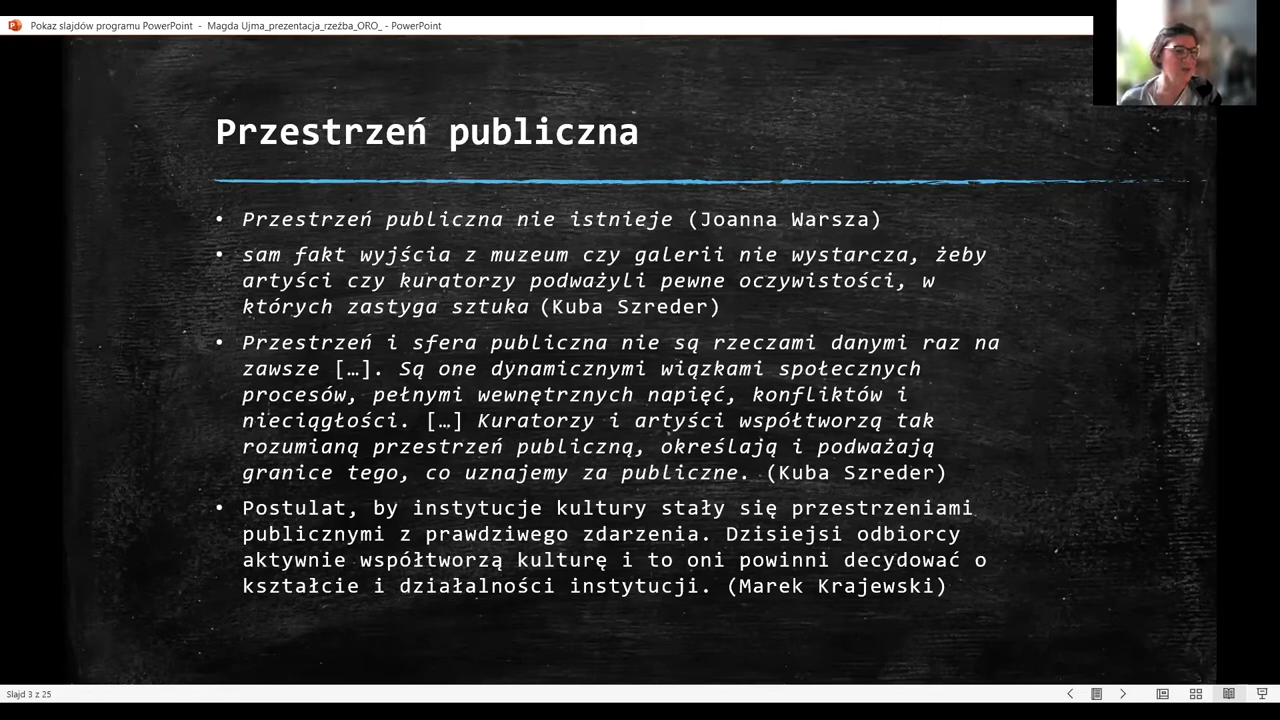 Pokaz slajdów programu PowerPoint - Magda Ujma_prezentacja_rzeźba_ORO_ - PowerPoint
Przestrzeń publiczna
• Przestrzeń publiczna nie istnieje (Joanna Warsza)
• sam fakt wyjścia z muzeum czy galerii nie wystarcza, żeby
artyści czy kuratorzy podważyli pewne oczywistości, w
których zastyga sztuka (Kuba Szreder)
• Przestrzeń i sfera publiczna nie są rzeczami danymi raz na
zawsze […]. Są one dynamicznymi wiązkami społecznych
procesów, pełnymi wewnętrznych napięć, konfliktów i
nieciągłości. […] Kuratorzy i artyści współtworzą tak
rozumianą przestrzeń publiczną, określają i podważają
granice tego, co uznajemy za publiczne. (Kuba Szreder)
• Postulat, by instytucje kultury stały się przestrzeniami
publicznymi z prawdziwego zdarzenia. Dzisiejsi odbiorcy
aktywnie współtworzą kulturę i to oni powinni decydować o
kształcie i działalności instytucji. (Marek Krajewski)
Slajd 3 z 25